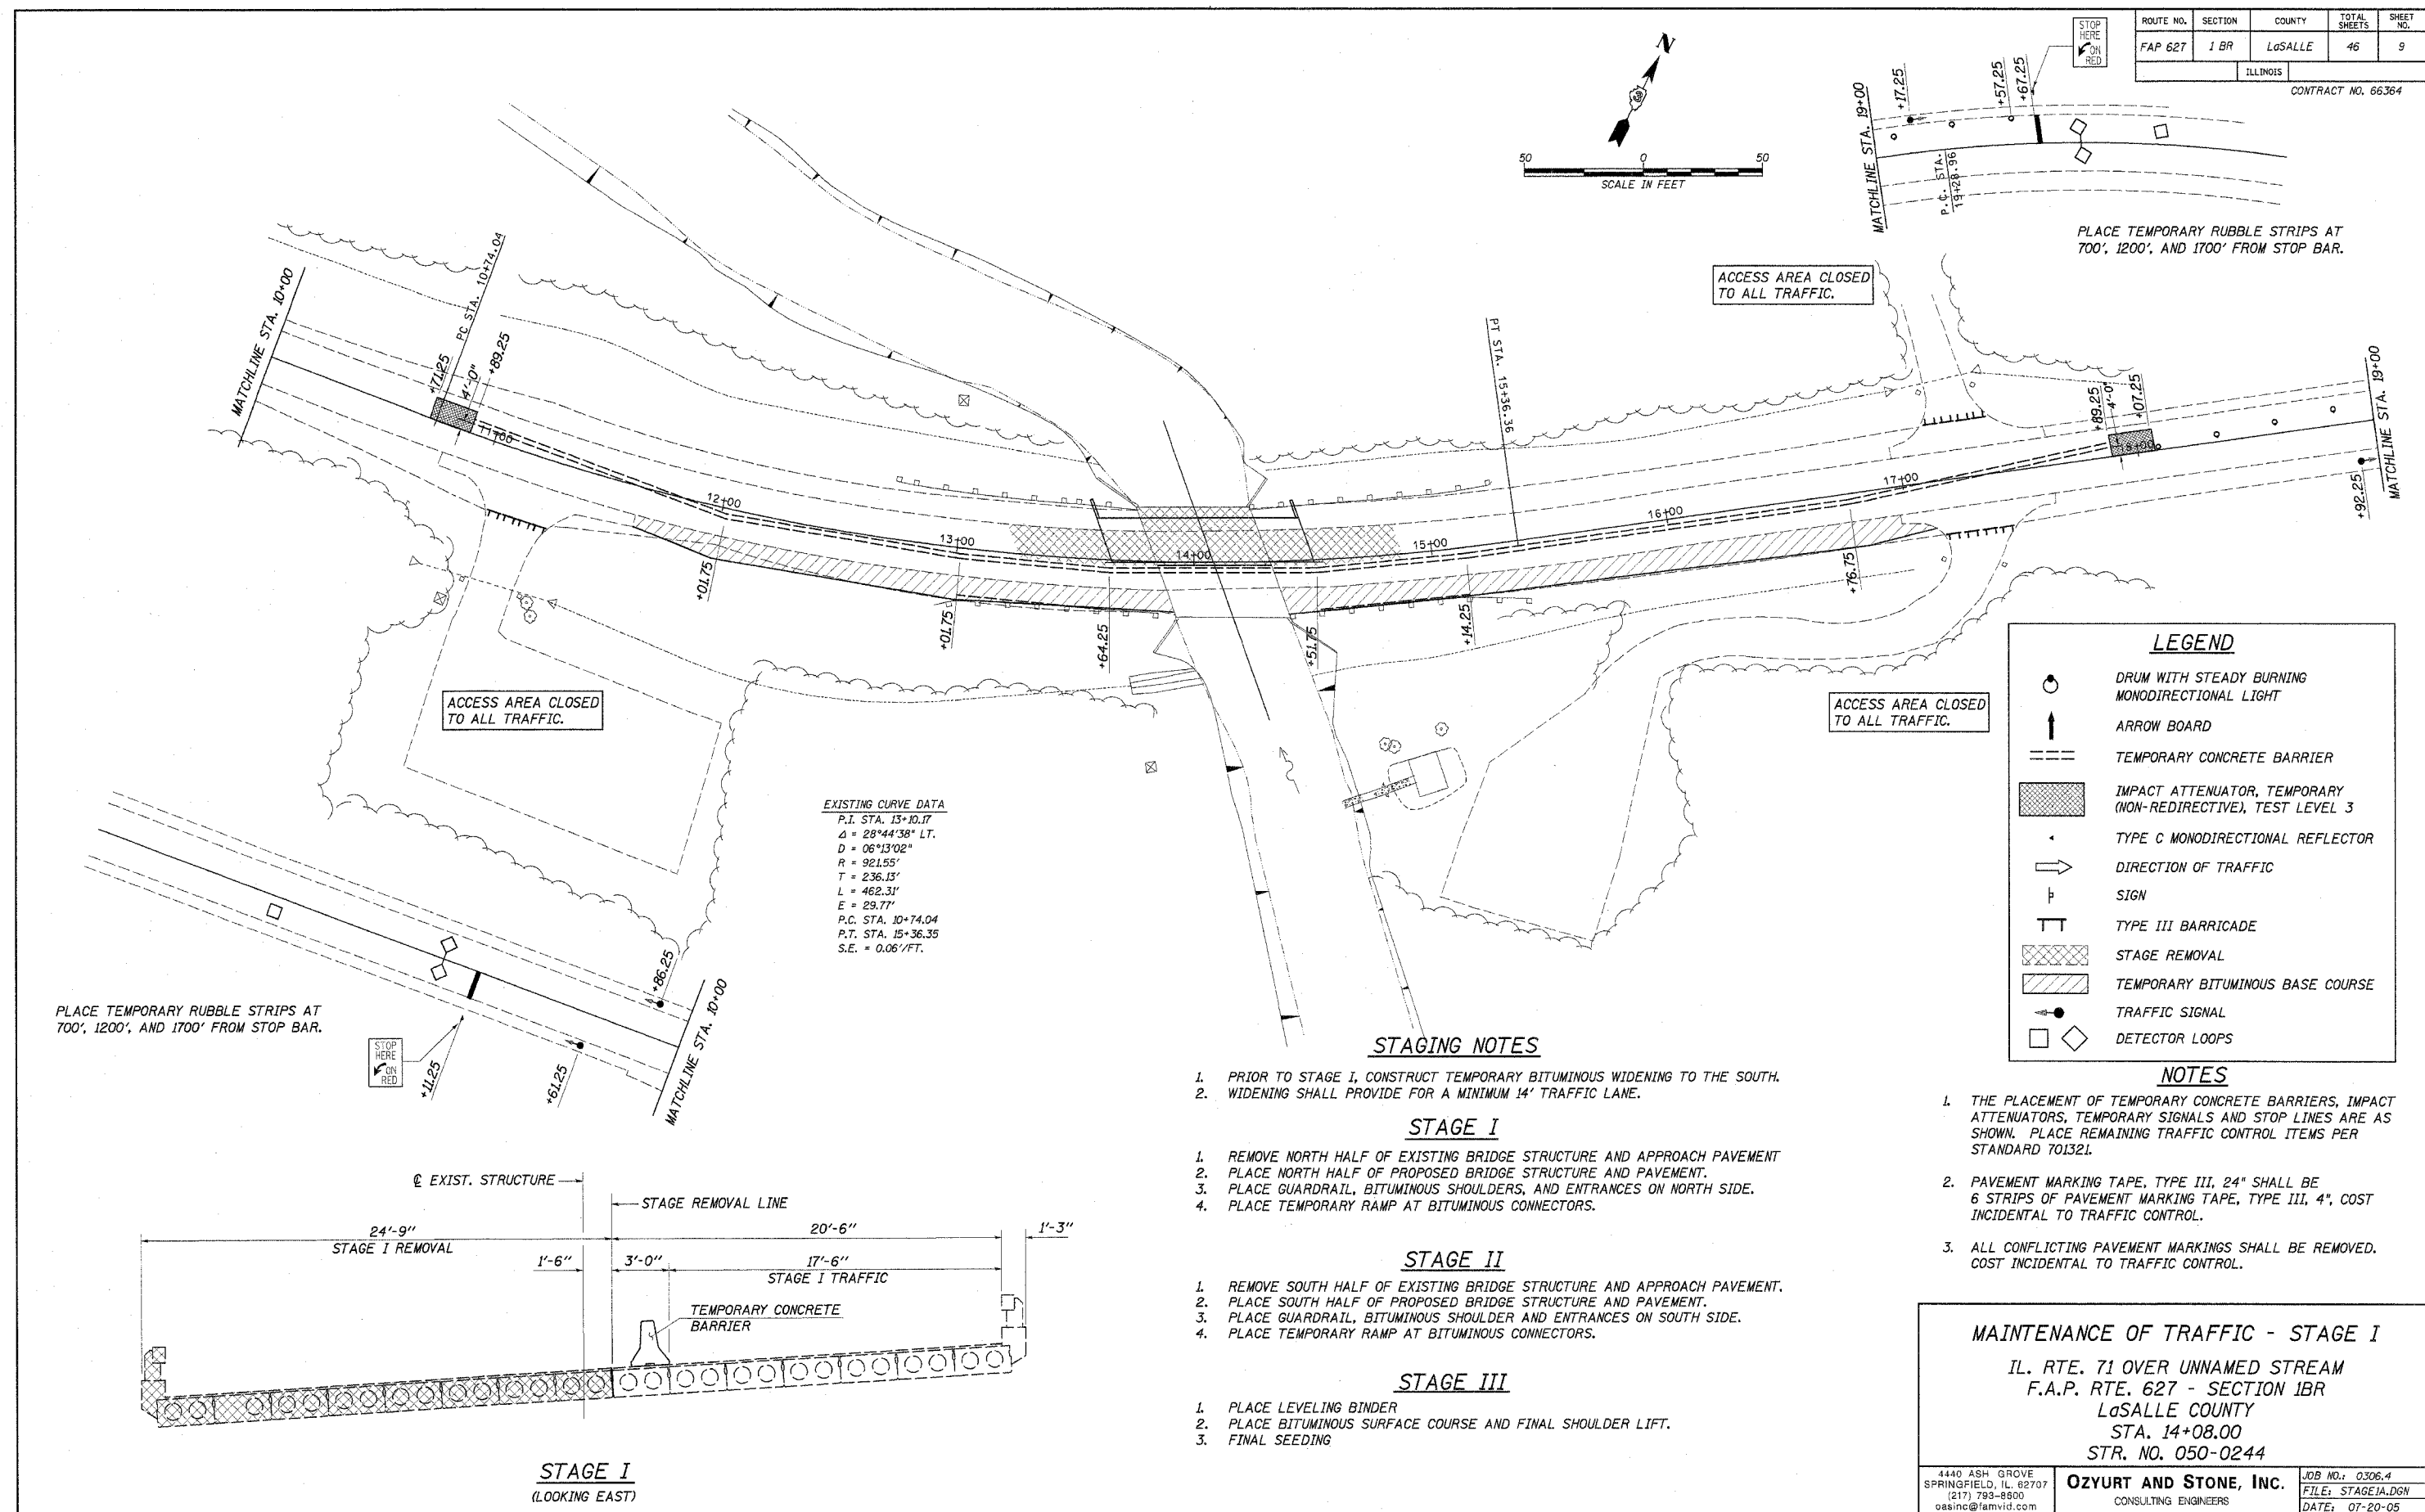 ROUTE NO. SECTION COUNTY TOTAL SHEETS SHEET NO.
FAP 627 1 BR LaSALLE 46 9
ILLINOIS
CONTRACT NO. 66364
STOP
HERE
ON
RED
+17.25
+57.25
+67.25
MATCHLINE STA. 19+00
P.C. STA.
19+28.96
N
50 0 50
SCALE IN FEET
PLACE TEMPORARY RUBBLE STRIPS AT
700', 1200', AND 1700' FROM STOP BAR.
ACCESS AREA CLOSED
TO ALL TRAFFIC.
MATCHLINE STA. 10+00
PC STA. 10+74.04
+71.25
4'-0"
+89.25
11+00
12+00
13+00
14+00
15+00
16+00
17+00
18+00
PT STA. 15+36.36
+89.25
4'-0"
+07.25
MATCHLINE STA. 19+00
+92.25
+01.75
+01.75
+64.25
+51.75
+14.25
+76.75
ACCESS AREA CLOSED
TO ALL TRAFFIC.
ACCESS AREA CLOSED
TO ALL TRAFFIC.
EXISTING CURVE DATA
P.I. STA. 13+10.17
Δ = 28°44'38" LT.
D = 06°13'02"
R = 921.55'
T = 236.13'
L = 462.31'
E = 29.77'
P.C. STA. 10+74.04
P.T. STA. 15+36.35
S.E. = 0.06'/FT.
LEGEND
DRUM WITH STEADY BURNING
MONODIRECTIONAL LIGHT
ARROW BOARD
TEMPORARY CONCRETE BARRIER
IMPACT ATTENUATOR, TEMPORARY
(NON-REDIRECTIVE), TEST LEVEL 3
TYPE C MONODIRECTIONAL REFLECTOR
DIRECTION OF TRAFFIC
SIGN
TYPE III BARRICADE
STAGE REMOVAL
TEMPORARY BITUMINOUS BASE COURSE
TRAFFIC SIGNAL
DETECTOR LOOPS
PLACE TEMPORARY RUBBLE STRIPS AT
700', 1200', AND 1700' FROM STOP BAR.
STOP
HERE
ON
RED
+11.25
+61.25
+86.25
MATCHLINE STA. 10+00
STAGING NOTES
1. PRIOR TO STAGE I, CONSTRUCT TEMPORARY BITUMINOUS WIDENING TO THE SOUTH.
2. WIDENING SHALL PROVIDE FOR A MINIMUM 14' TRAFFIC LANE.
STAGE I
1. REMOVE NORTH HALF OF EXISTING BRIDGE STRUCTURE AND APPROACH PAVEMENT
2. PLACE NORTH HALF OF PROPOSED BRIDGE STRUCTURE AND PAVEMENT.
3. PLACE GUARDRAIL, BITUMINOUS SHOULDERS, AND ENTRANCES ON NORTH SIDE.
4. PLACE TEMPORARY RAMP AT BITUMINOUS CONNECTORS.
STAGE II
1. REMOVE SOUTH HALF OF EXISTING BRIDGE STRUCTURE AND APPROACH PAVEMENT.
2. PLACE SOUTH HALF OF PROPOSED BRIDGE STRUCTURE AND PAVEMENT.
3. PLACE GUARDRAIL, BITUMINOUS SHOULDER AND ENTRANCES ON SOUTH SIDE.
4. PLACE TEMPORARY RAMP AT BITUMINOUS CONNECTORS.
STAGE III
1. PLACE LEVELING BINDER
2. PLACE BITUMINOUS SURFACE COURSE AND FINAL SHOULDER LIFT.
3. FINAL SEEDING
NOTES
1. THE PLACEMENT OF TEMPORARY CONCRETE BARRIERS, IMPACT
ATTENUATORS, TEMPORARY SIGNALS AND STOP LINES ARE AS
SHOWN. PLACE REMAINING TRAFFIC CONTROL ITEMS PER
STANDARD 701321.
2. PAVEMENT MARKING TAPE, TYPE III, 24" SHALL BE
6 STRIPS OF PAVEMENT MARKING TAPE, TYPE III, 4", COST
INCIDENTAL TO TRAFFIC CONTROL.
3. ALL CONFLICTING PAVEMENT MARKINGS SHALL BE REMOVED.
COST INCIDENTAL TO TRAFFIC CONTROL.
℄ EXIST. STRUCTURE
STAGE REMOVAL LINE
24'-9"
STAGE I REMOVAL
20'-6"
1'-3"
1'-6"
3'-0"
17'-6"
STAGE I TRAFFIC
TEMPORARY CONCRETE
BARRIER
STAGE I
(LOOKING EAST)
MAINTENANCE OF TRAFFIC - STAGE I
IL. RTE. 71 OVER UNNAMED STREAM
F.A.P. RTE. 627 - SECTION 1BR
LaSALLE COUNTY
STA. 14+08.00
STR. NO. 050-0244
4440 ASH GROVE
SPRINGFIELD, IL. 62707
(217) 793-8600
oasinc@famvid.com
OZYURT AND STONE, INC.
CONSULTING ENGINEERS
JOB NO.: 0306.4
FILE: STAGE1A.DGN
DATE: 07-20-05